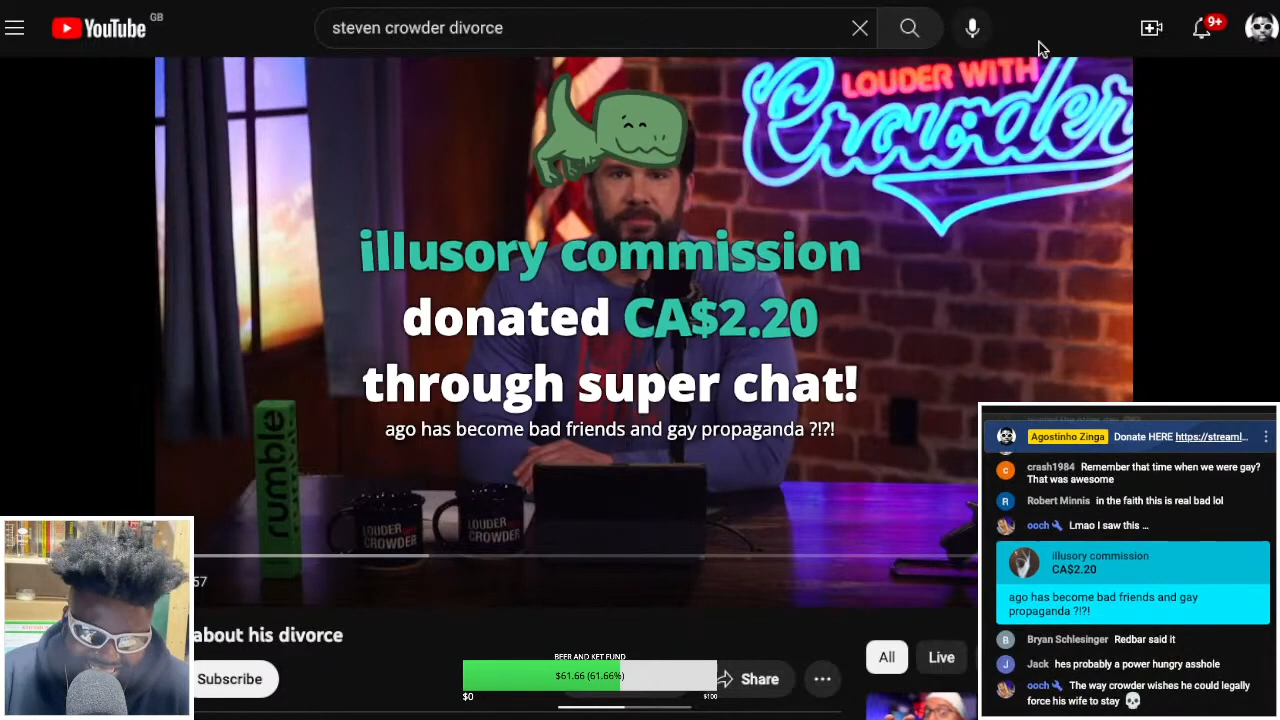 YouTube
GB
steven crowder divorce
9+
LOUDER WITH
Crowder
illusory commission
donated CA$2.20
through super chat!
ago has become bad friends and gay propaganda ?!?!
rumble
LOUDER WITH
CROWDER
LOUDER WITH
CROWDER
57
about his divorce
Subscribe
BEER AND KET FUND
$61.66 (61.66%)
$0
$100
Share
All
Live
Agostinho Zinga Donate HERE https://streaml...
crash1984 Remember that time when we were gay?
That was awesome
Robert Minnis in the faith this is real bad lol
ooch Lmao I saw this ...
illusory commission
CA$2.20
ago has become bad friends and gay
propaganda ?!?!
Bryan Schlesinger Redbar said it
Jack hes probably a power hungry asshole
ooch The way crowder wishes he could legally
force his wife to stay 💀